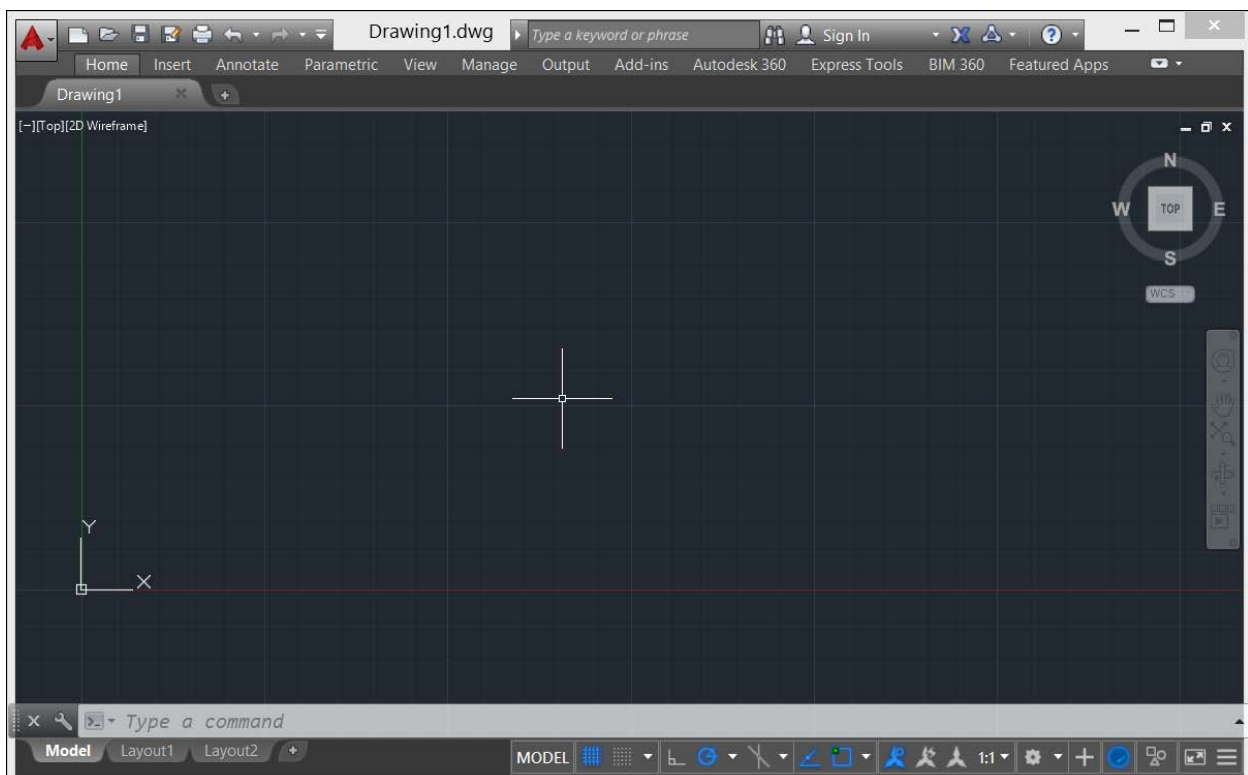 Drawing1.dwg Type a keyword or phrase Sign In
Home Insert Annotate Parametric View Manage Output Add-ins Autodesk 360 Express Tools BIM 360 Featured Apps
Drawing1
[−][Top][2D Wireframe]
N
W TOP E
S
WCS
Y
X
Type a command
Model Layout1 Layout2 MODEL 1:1